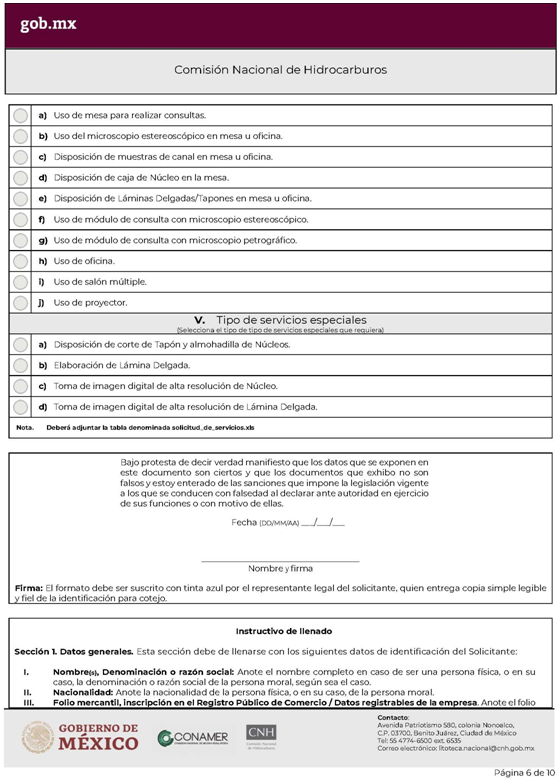 gob.mx
Comisión Nacional de Hidrocarburos
a) Uso de mesa para realizar consultas.
b) Uso del microscopio estereoscópico en mesa u oficina.
c) Disposición de muestras de canal en mesa u oficina.
d) Disposición de caja de Núcleo en la mesa.
e) Disposición de Láminas Delgadas/Tapones en mesa u oficina.
f) Uso de módulo de consulta con microscopio estereoscópico.
g) Uso de módulo de consulta con microscopio petrográfico.
h) Uso de oficina.
i) Uso de salón múltiple.
j) Uso de proyector.
V. Tipo de servicios especiales
(Selecciona el tipo de tipo de servicios especiales que requiera)
a) Disposición de corte de Tapón y almohadilla de Núcleos.
b) Elaboración de Lámina Delgada.
c) Toma de imagen digital de alta resolución de Núcleo.
d) Toma de imagen digital de alta resolución de Lámina Delgada.
Nota. Deberá adjuntar la tabla denominada solicitud_de_servicios.xls
Bajo protesta de decir verdad manifiesto que los datos que se exponen en
este documento son ciertos y que los documentos que exhibo no son
falsos y estoy enterado de las sanciones que impone la legislación vigente
a los que se conducen con falsedad al declarar ante autoridad en ejercicio
de sus funciones o con motivo de ellas.
Fecha (DD/MM/AA) ___/___/___
Nombre y firma
Firma: El formato debe ser suscrito con tinta azul por el representante legal del solicitante, quien entrega copia simple legible
y fiel de la identificación para cotejo.
Instructivo de llenado
Sección 1. Datos generales. Esta sección debe de llenarse con los siguientes datos de identificación del Solicitante:
I. Nombre(s), Denominación o razón social: Anote el nombre completo en caso de ser una persona física, o en su
caso, la denominación o razón social de la persona moral, según sea el caso.
II. Nacionalidad: Anote la nacionalidad de la persona física, o en su caso, de la persona moral.
III. Folio mercantil, inscripción en el Registro Público de Comercio / Datos registrables de la empresa. Anote el folio
GOBIERNO DE
MÉXICO
CONAMER
CNH
Comisión Nacional
de Hidrocarburos
Contacto:
Avenida Patriotismo 580, colonia Nonoalco,
C.P. 03700, Benito Juárez, Ciudad de México
Tel: 55 4774-6500 ext. 6535
Correo electrónico: litoteca.nacional@cnh.gob.mx
Página 6 de 10